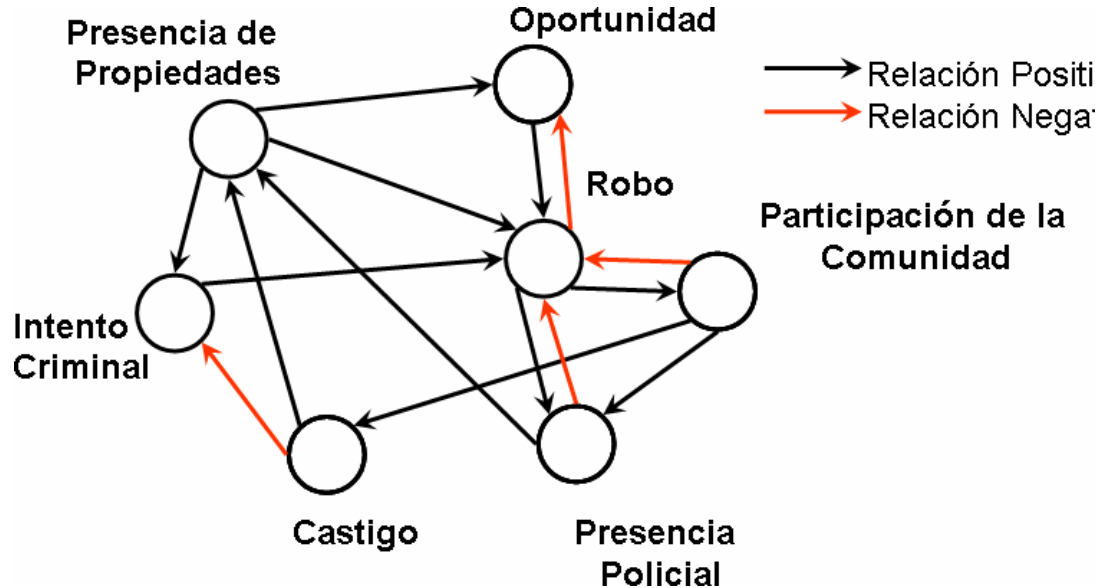 Oportunidad
Presencia de
Propiedades
Relación Positi
Relación Negat
Robo
Participación de la
Comunidad
Intento
Criminal
Castigo
Presencia
Policial